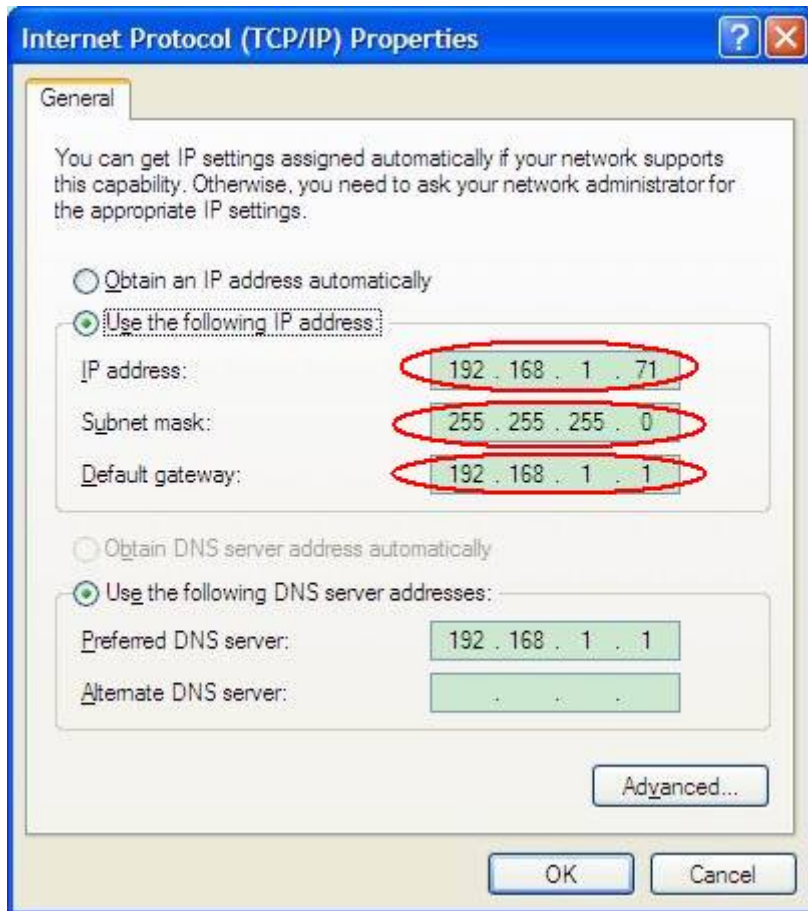 Internet Protocol (TCP/IP) Properties
General
You can get IP settings assigned automatically if your network supports
this capability. Otherwise, you need to ask your network administrator for
the appropriate IP settings.
Obtain an IP address automatically
Use the following IP address:
IP address: 192 . 168 . 1 . 71
Subnet mask: 255 . 255 . 255 . 0
Default gateway: 192 . 168 . 1 . 1
Obtain DNS server address automatically
Use the following DNS server addresses:
Preferred DNS server: 192 . 168 . 1 . 1
Alternate DNS server: . . .
Advanced...
OK Cancel